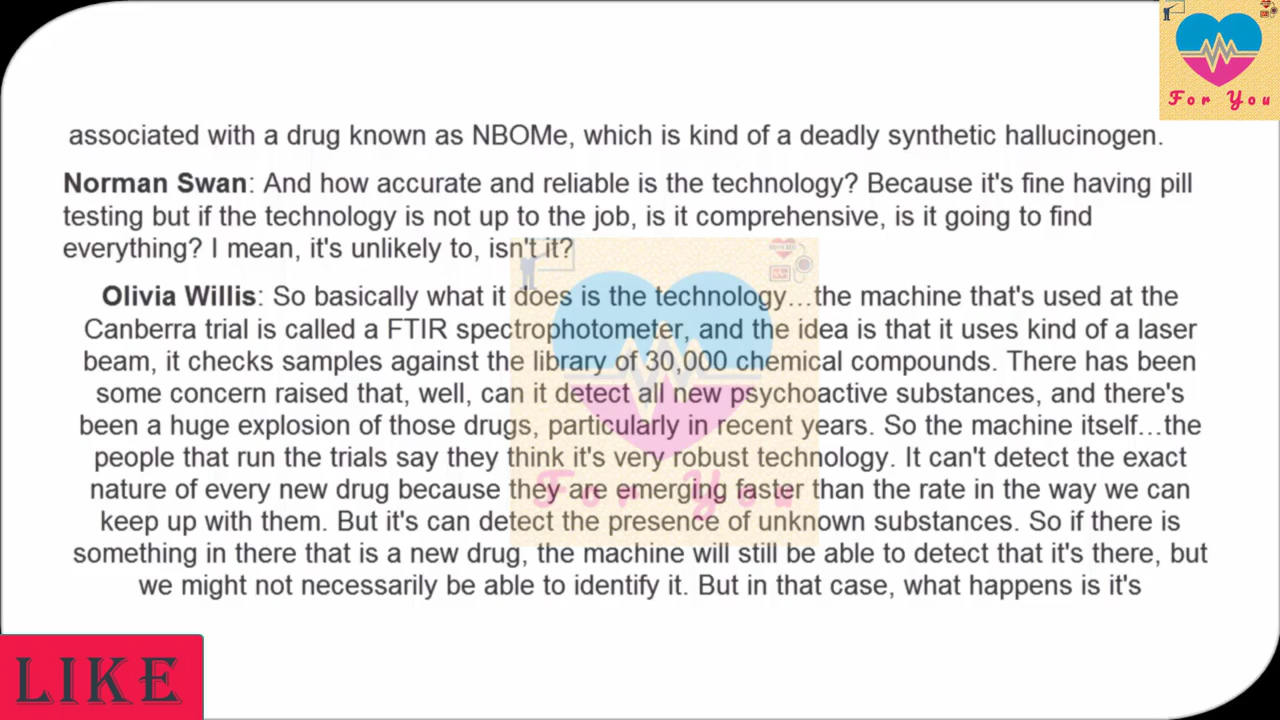 For You
associated with a drug known as NBOMe, which is kind of a deadly synthetic hallucinogen.
Norman Swan: And how accurate and reliable is the technology? Because it's fine having pill
testing but if the technology is not up to the job, is it comprehensive, is it going to find
everything? I mean, it's unlikely to, isn't it?
Olivia Willis: So basically what it does is the technology…the machine that's used at the
Canberra trial is called a FTIR spectrophotometer, and the idea is that it uses kind of a laser
beam, it checks samples against the library of 30,000 chemical compounds. There has been
some concern raised that, well, can it detect all new psychoactive substances, and there's
been a huge explosion of those drugs, particularly in recent years. So the machine itself…the
people that run the trials say they think it's very robust technology. It can't detect the exact
nature of every new drug because they are emerging faster than the rate in the way we can
keep up with them. But it's can detect the presence of unknown substances. So if there is
something in there that is a new drug, the machine will still be able to detect that it's there, but
we might not necessarily be able to identify it. But in that case, what happens is it's
For You
LIKE